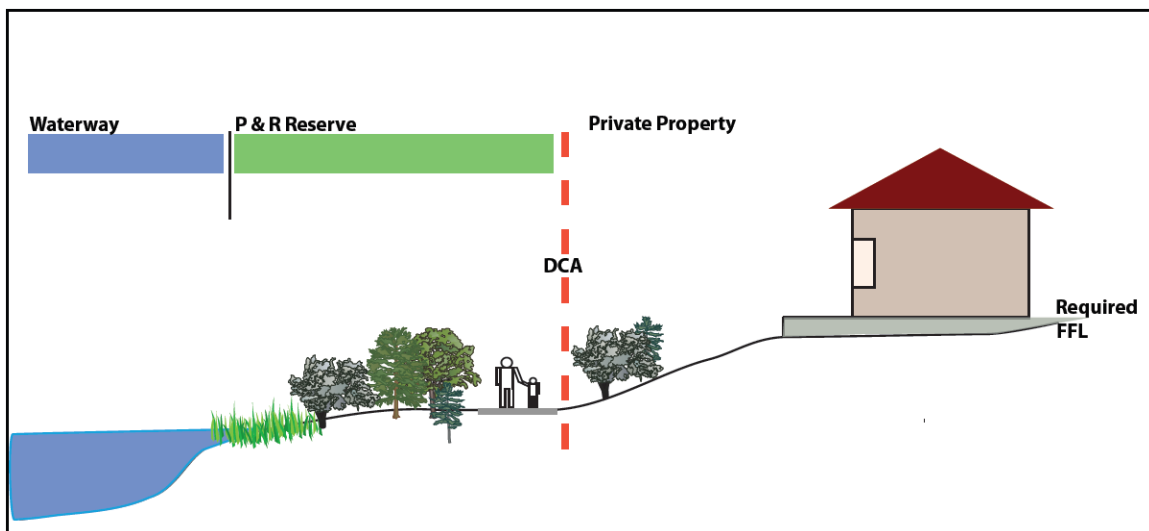 Waterway
P & R Reserve
Private Property
DCA
Required
FFL